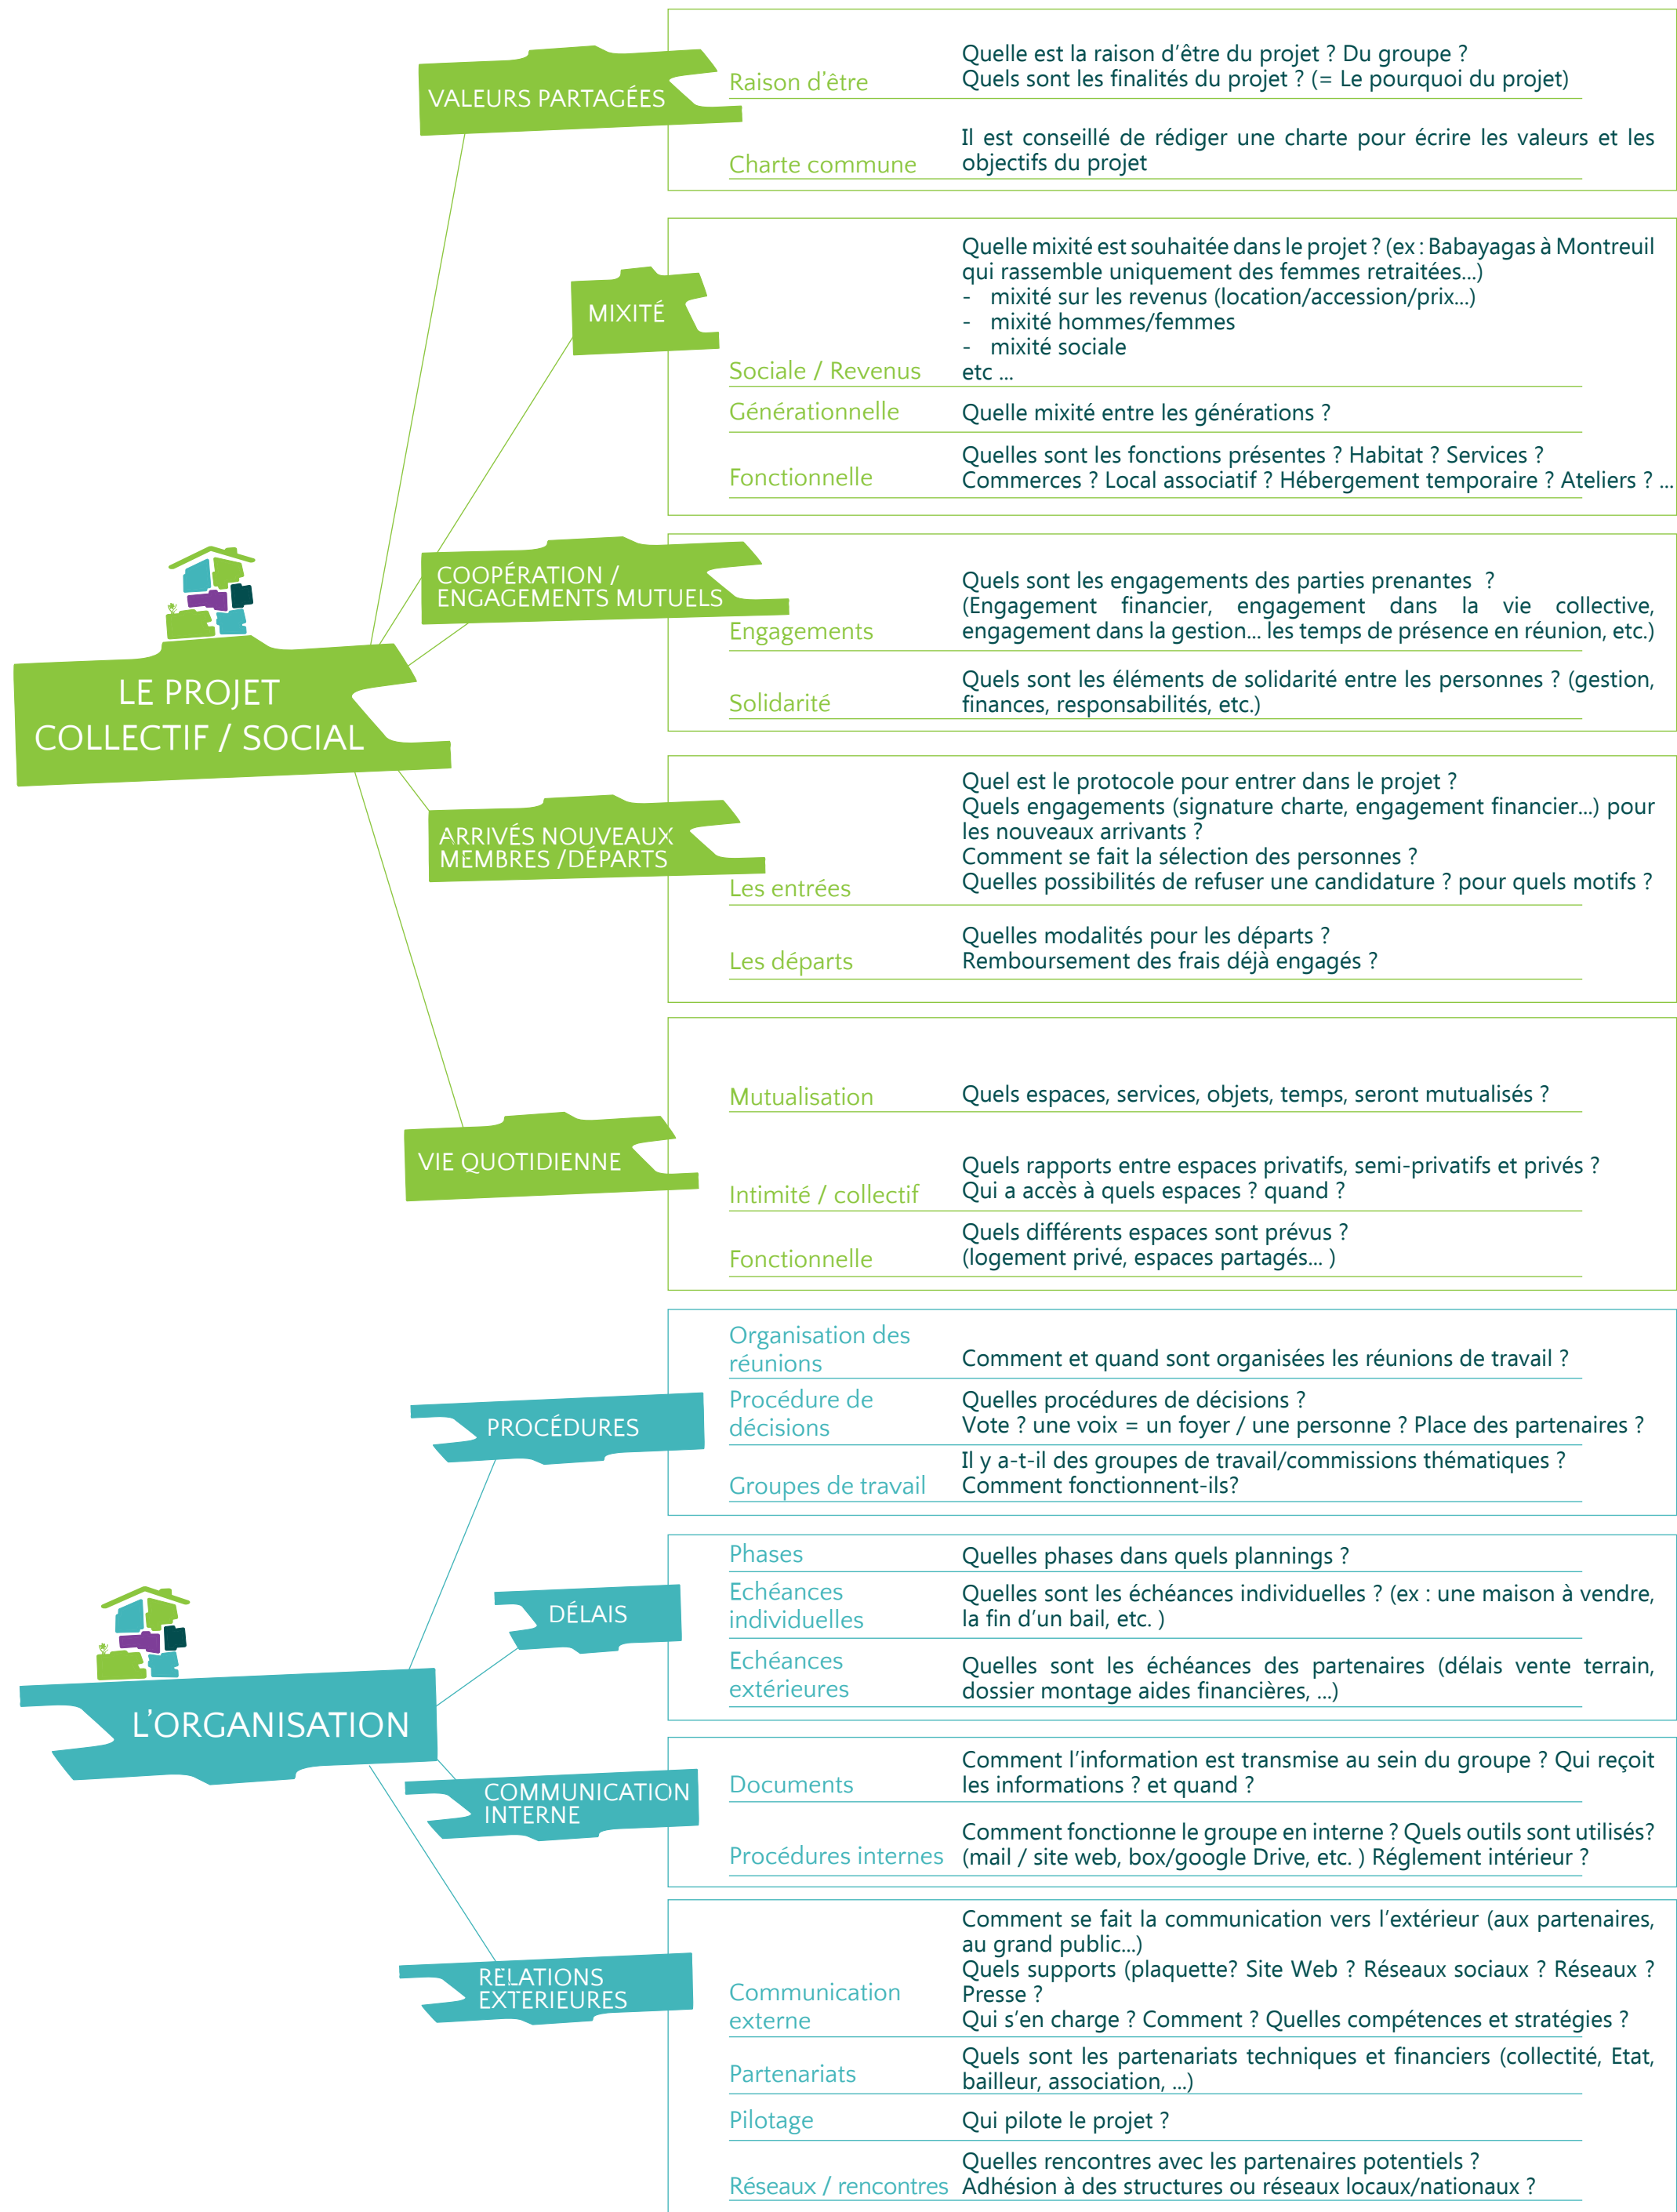 LE PROJET
COLLECTIF / SOCIAL
VALEURS PARTAGÉES
Raison d'être
Quelle est la raison d'être du projet ? Du groupe ?
Quels sont les finalités du projet ? (= Le pourquoi du projet)
Charte commune
Il est conseillé de rédiger une charte pour écrire les valeurs et les
objectifs du projet
MIXITÉ
Sociale / Revenus
Quelle mixité est souhaitée dans le projet ? (ex : Babayagas à Montreuil
qui rassemble uniquement des femmes retraitées...)
- mixité sur les revenus (location/accession/prix...)
- mixité hommes/femmes
- mixité sociale
etc ...
Générationnelle
Quelle mixité entre les générations ?
Fonctionnelle
Quelles sont les fonctions présentes ? Habitat ? Services ?
Commerces ? Local associatif ? Hébergement temporaire ? Ateliers ? ...
COOPÉRATION /
ENGAGEMENTS MUTUELS
Engagements
Quels sont les engagements des parties prenantes  ?
(Engagement financier, engagement dans la vie collective,
engagement dans la gestion... les temps de présence en réunion, etc.)
Solidarité
Quels sont les éléments de solidarité entre les personnes ? (gestion,
finances, responsabilités, etc.)
ARRIVÉS NOUVEAUX
MEMBRES /DÉPARTS
Les entrées
Quel est le protocole pour entrer dans le projet ?
Quels engagements (signature charte, engagement financier...) pour
les nouveaux arrivants ?
Comment se fait la sélection des personnes ?
Quelles possibilités de refuser une candidature ? pour quels motifs ?
Les départs
Quelles modalités pour les départs ?
Remboursement des frais déjà engagés ?
VIE QUOTIDIENNE
Mutualisation
Quels espaces, services, objets, temps, seront mutualisés ?
Intimité / collectif
Quels rapports entre espaces privatifs, semi-privatifs et privés ?
Qui a accès à quels espaces ? quand ?
Fonctionnelle
Quels différents espaces sont prévus ?
(logement privé, espaces partagés... )
L'ORGANISATION
PROCÉDURES
Organisation des
réunions
Comment et quand sont organisées les réunions de travail ?
Procédure de
décisions
Quelles procédures de décisions ?
Vote ? une voix = un foyer / une personne ? Place des partenaires ?
Groupes de travail
Il y a-t-il des groupes de travail/commissions thématiques ?
Comment fonctionnent-ils?
DÉLAIS
Phases
Quelles phases dans quels plannings ?
Echéances
individuelles
Quelles sont les échéances individuelles ? (ex : une maison à vendre,
la fin d'un bail, etc. )
Echéances
extérieures
Quelles sont les échéances des partenaires (délais vente terrain,
dossier montage aides financières, ...)
COMMUNICATION
INTERNE
Documents
Comment l'information est transmise au sein du groupe ? Qui reçoit
les informations ? et quand ?
Procédures internes
Comment fonctionne le groupe en interne ? Quels outils sont utilisés?
(mail / site web, box/google Drive, etc. ) Réglement intérieur ?
RELATIONS
EXTERIEURES
Communication
externe
Comment se fait la communication vers l'extérieur (aux partenaires,
au grand public...)
Quels supports (plaquette? Site Web ? Réseaux sociaux ? Réseaux ?
Presse ?
Qui s'en charge ? Comment ? Quelles compétences et stratégies ?
Partenariats
Quels sont les partenariats techniques et financiers (collectité, Etat,
bailleur, association, ...)
Pilotage
Qui pilote le projet ?
Réseaux / rencontres
Quelles rencontres avec les partenaires potentiels ?
Adhésion à des structures ou réseaux locaux/nationaux ?